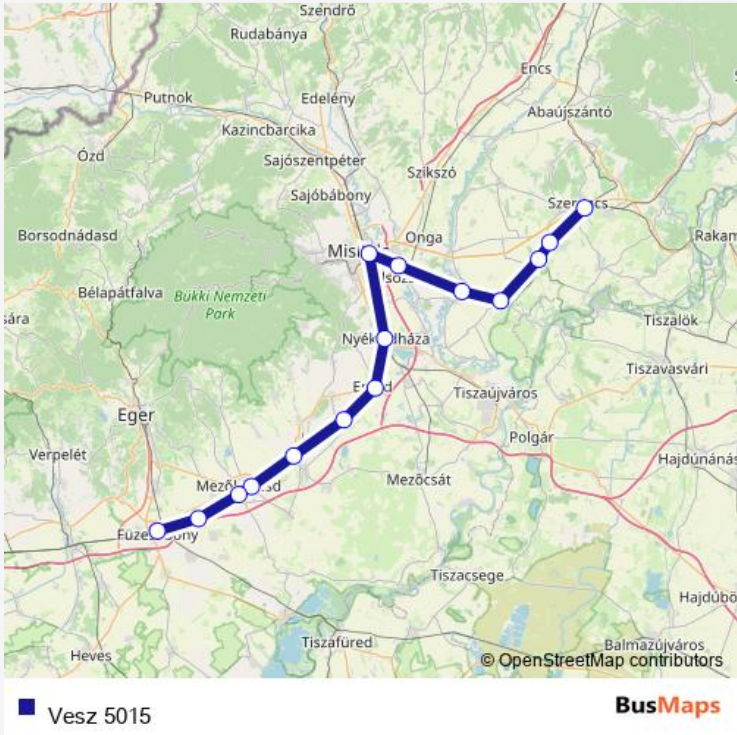 Szendrő
Rudabánya
Encs
Putnok
Edelény
Abaújszántó
Kazincbarcika
Ózd
Sajószentpéter
Szikszó
Sajóbábony
Borsodnádasd
Onga
Rakam
Bélapátfalva
Bükki Nemzeti
Park
sára
Tiszalök
Tiszavasvári
Tiszaújváros
Eger
Polgár
Verpelét
Hajdúnánás
Mezőcsát
Tiszacsege
Hajdúbö
Tiszafüred
Balmazújváros
Heves
© OpenStreetMap contributors
Vesz 5015
BusMaps